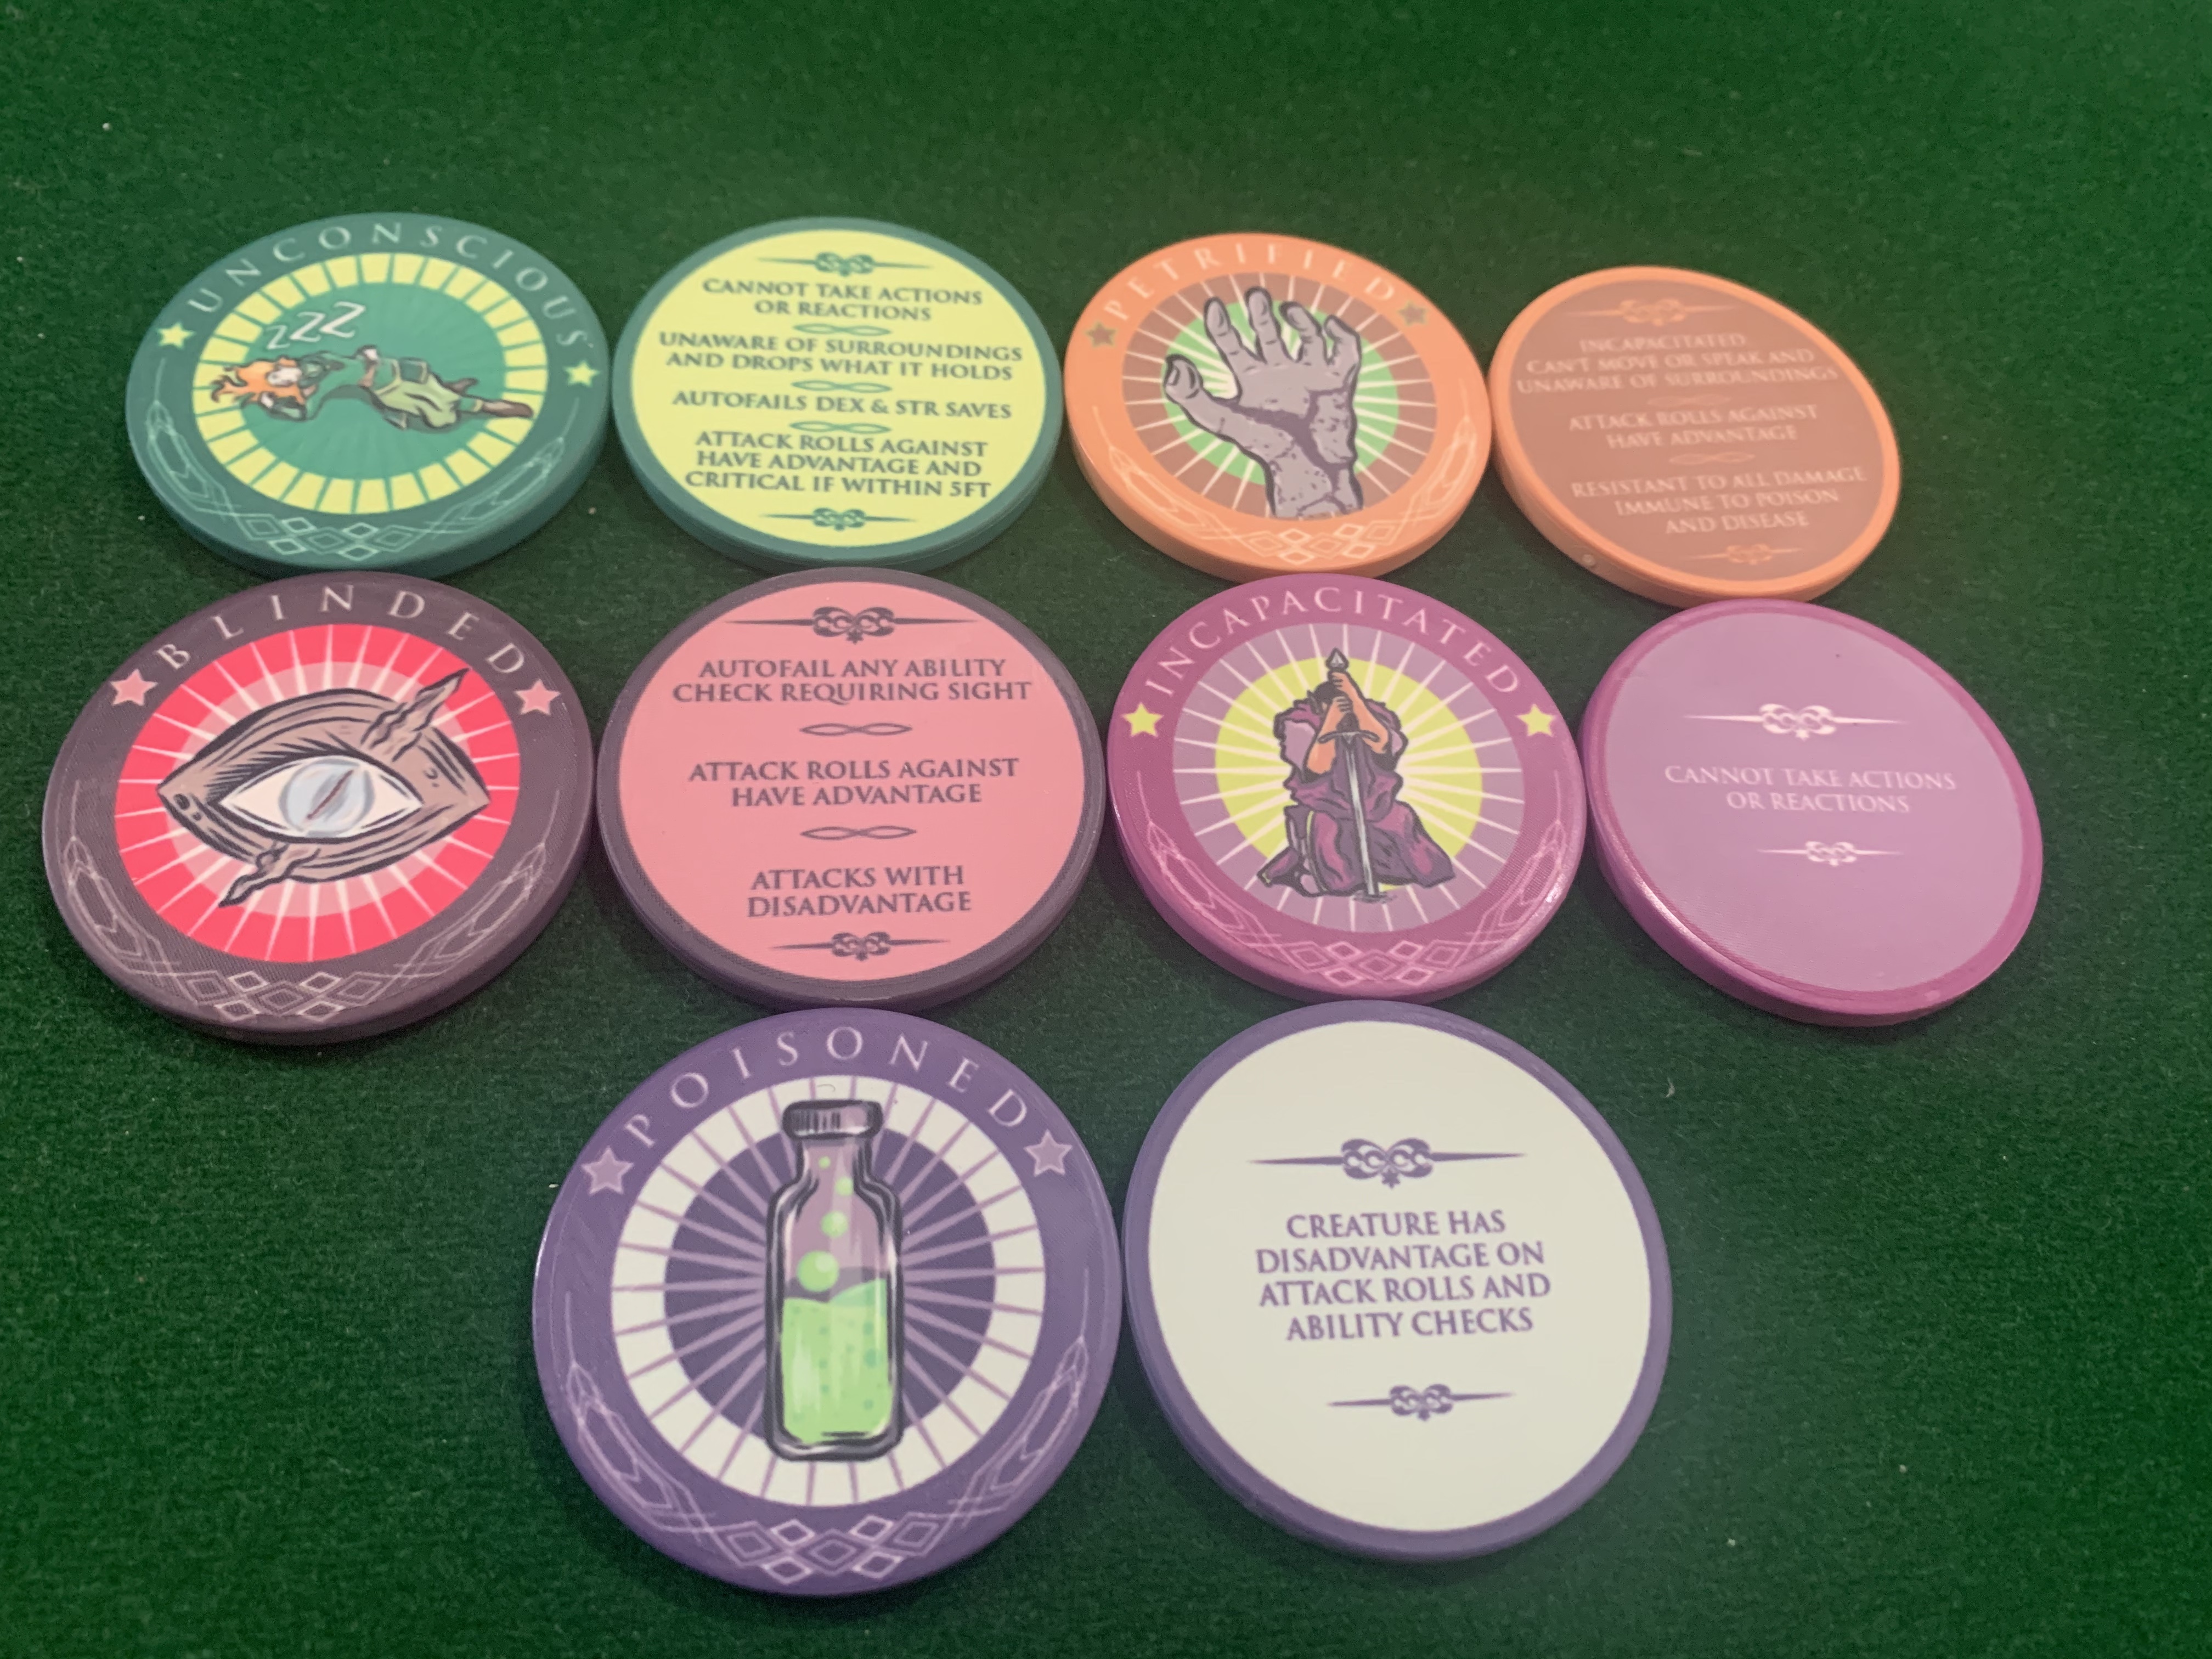 UNCONSCIOUS
ZZZ
CANNOT TAKE ACTIONS
OR REACTIONS
UNAWARE OF SURROUNDINGS
AND DROPS WHAT IT HOLDS
AUTOFAILS DEX & STR SAVES
ATTACK ROLLS AGAINST
HAVE ADVANTAGE AND
CRITICAL IF WITHIN 5FT
PETRIFIED
INCAPACITATED
CAN'T MOVE OR SPEAK AND
UNAWARE OF SURROUNDINGS
ATTACK ROLLS AGAINST
HAVE ADVANTAGE
RESISTANT TO ALL DAMAGE
IMMUNE TO POISON
AND DISEASE
BLINDED
AUTOFAIL ANY ABILITY
CHECK REQUIRING SIGHT
ATTACK ROLLS AGAINST
HAVE ADVANTAGE
ATTACKS WITH
DISADVANTAGE
INCAPACITATED
CANNOT TAKE ACTIONS
OR REACTIONS
POISONED
CREATURE HAS
DISADVANTAGE ON
ATTACK ROLLS AND
ABILITY CHECKS